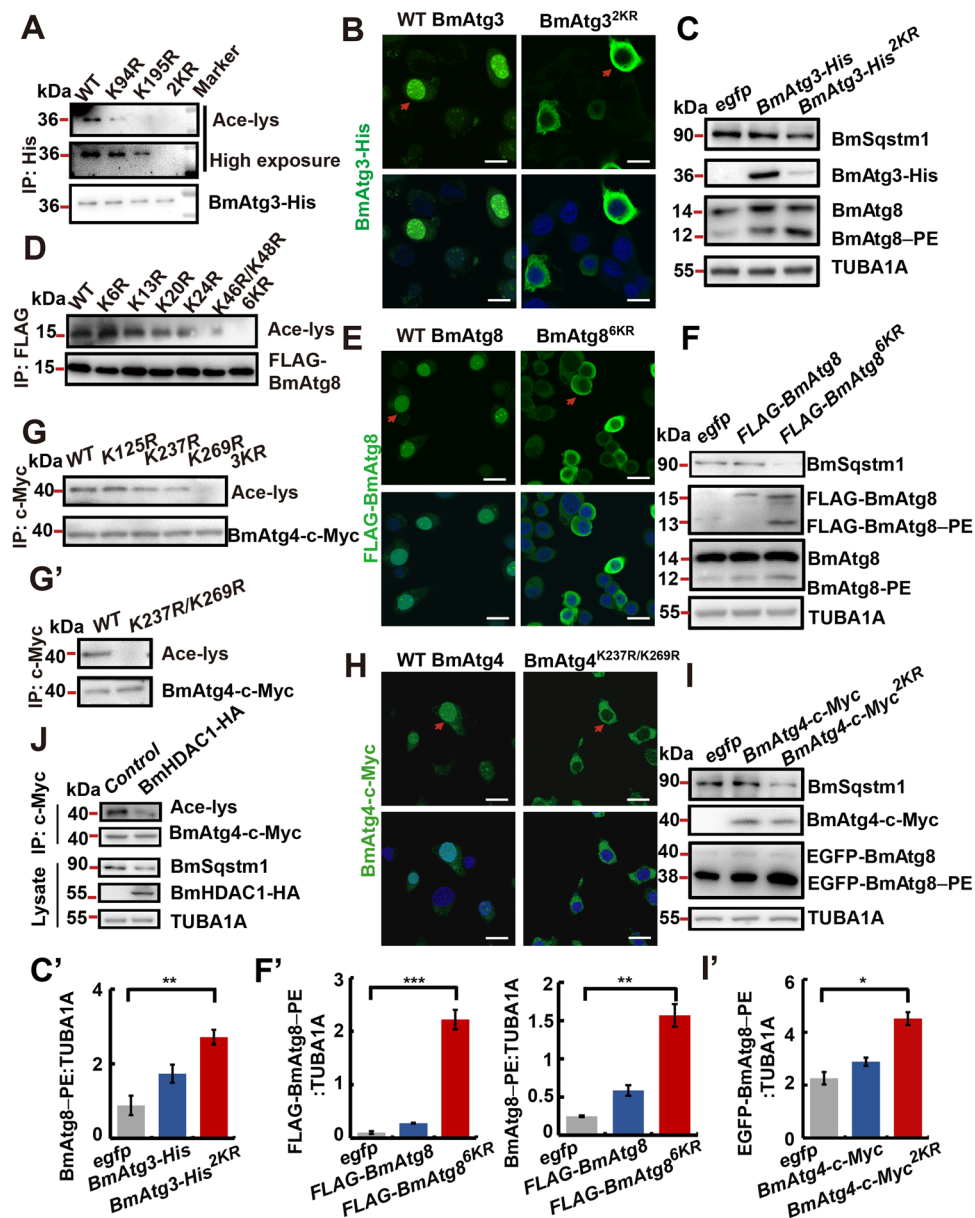 A
WT
K94R
K195R
2KR
Marker
kDa
IP: His
36
Ace-lys
36
High exposure
36
BmAtg3-His
B
WT BmAtg3
BmAtg3 2KR
BmAtg3-His
C
egfp
BmAtg3-His
BmAtg3-His 2KR
kDa
90
BmSqstm1
36
BmAtg3-His
14
BmAtg8
12
BmAtg8–PE
55
TUBA1A
D
WT
K6R
K13R
K20R
K24R
K46R/K48R
6KR
kDa
IP: FLAG
15
Ace-lys
15
FLAG-
BmAtg8
E
WT BmAtg8
BmAtg8 6KR
FLAG-BmAtg8
F
egfp
FLAG-BmAtg8
FLAG-BmAtg8 6KR
kDa
90
BmSqstm1
15
FLAG-BmAtg8
13
FLAG-BmAtg8–PE
14
BmAtg8
12
BmAtg8-PE
55
TUBA1A
G
kDa
WT
K125R
K237R
K269R
3KR
IP: c-Myc
40
Ace-lys
40
BmAtg4-c-Myc
G'
WT
K237R/K269R
kDa
IP: c-Myc
40
Ace-lys
40
BmAtg4-c-Myc
H
WT BmAtg4
BmAtg4 K237R/K269R
BmAtg4-c-Myc
I
egfp
BmAtg4-c-Myc
BmAtg4-c-Myc 2KR
kDa
90
BmSqstm1
40
BmAtg4-c-Myc
40
EGFP-BmAtg8
38
EGFP-BmAtg8–PE
55
TUBA1A
J
Control
BmHDAC1-HA
kDa
IP: c-Myc
40
Ace-lys
40
BmAtg4-c-Myc
Lysate
90
BmSqstm1
55
BmHDAC1-HA
55
TUBA1A
C'
BmAtg8–PE:TUBA1A
4
2
0
**
egfp
BmAtg3-His
BmAtg3-His 2KR
F'
FLAG-BmAtg8–PE
:TUBA1A
3
2
1
0
***
egfp
FLAG-BmAtg8
FLAG-BmAtg8 6KR
BmAtg8–PE:TUBA1A
2
1.5
1
0.5
0
**
egfp
FLAG-BmAtg8
FLAG-BmAtg8 6KR
I'
EGFP-BmAtg8–PE
:TUBA1A
6
4
2
0
*
egfp
BmAtg4-c-Myc
BmAtg4-c-Myc 2KR